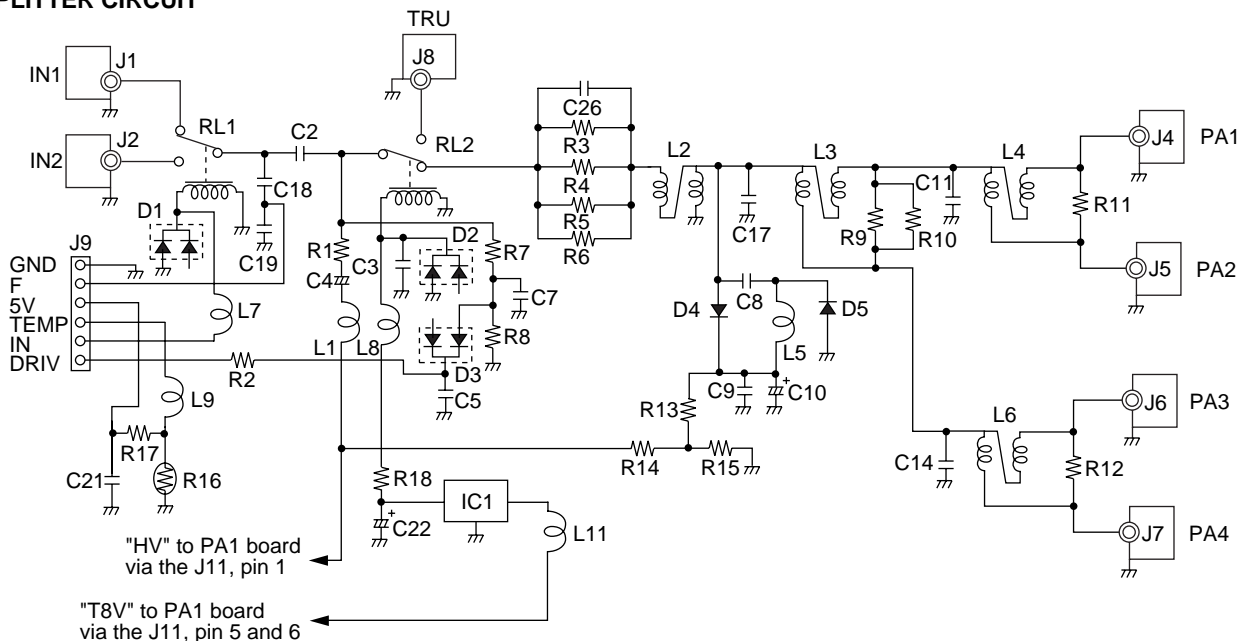 PLITTER CIRCUIT
TRU
J8
IN1
J1
IN2
J2
RL1
C2
RL2
C26
R3
R4
R5
R6
L2
L3
L4
J4
PA1
R11
J5
PA2
C18
C19
D1
J9
GND
F
5V
TEMP
IN
DRIV
L7
R1
C3
C4
D2
R7
C7
R8
D3
L1
L8
C5
R2
L9
R17
C21
R16
C17
D4
C8
L5
D5
C9
C10
R13
R14
R15
R9
R10
C11
L6
C14
R12
J6
PA3
J7
PA4
R18
C22
+
IC1
L11
+
"HV" to PA1 board
via the J11, pin 1
"T8V" to PA1 board
via the J11, pin 5 and 6